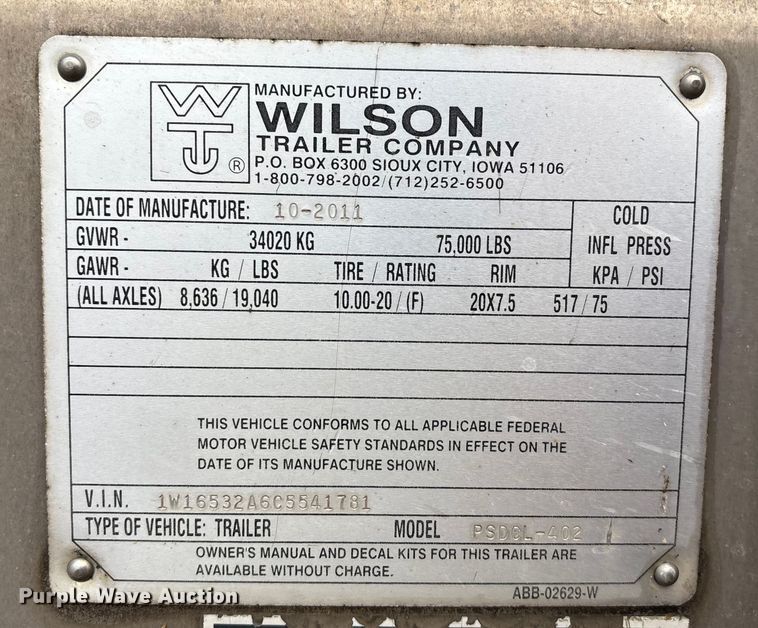 MANUFACTURED BY:
WILSON
TRAILER COMPANY
P.O. BOX 6300 SIOUX CITY, IOWA 51106
1-800-798-2002/(712)252-6500
WT ®
DATE OF MANUFACTURE: 10-2011 COLD
GVWR - 34020 KG 75,000 LBS INFL PRESS
GAWR - KG / LBS TIRE / RATING RIM KPA / PSI
(ALL AXLES) 8,636 / 19,040 10.00-20 / (F) 20X7.5 517 / 75
THIS VEHICLE CONFORMS TO ALL APPLICABLE FEDERAL
MOTOR VEHICLE SAFETY STANDARDS IN EFFECT ON THE
DATE OF ITS MANUFACTURE SHOWN.
V.I.N. 1W16532A6C5541781
TYPE OF VEHICLE: TRAILER MODEL PSDCL-402
OWNER'S MANUAL AND DECAL KITS FOR THIS TRAILER ARE
AVAILABLE WITHOUT CHARGE.
ABB-02629-W
Purple Wave Auction